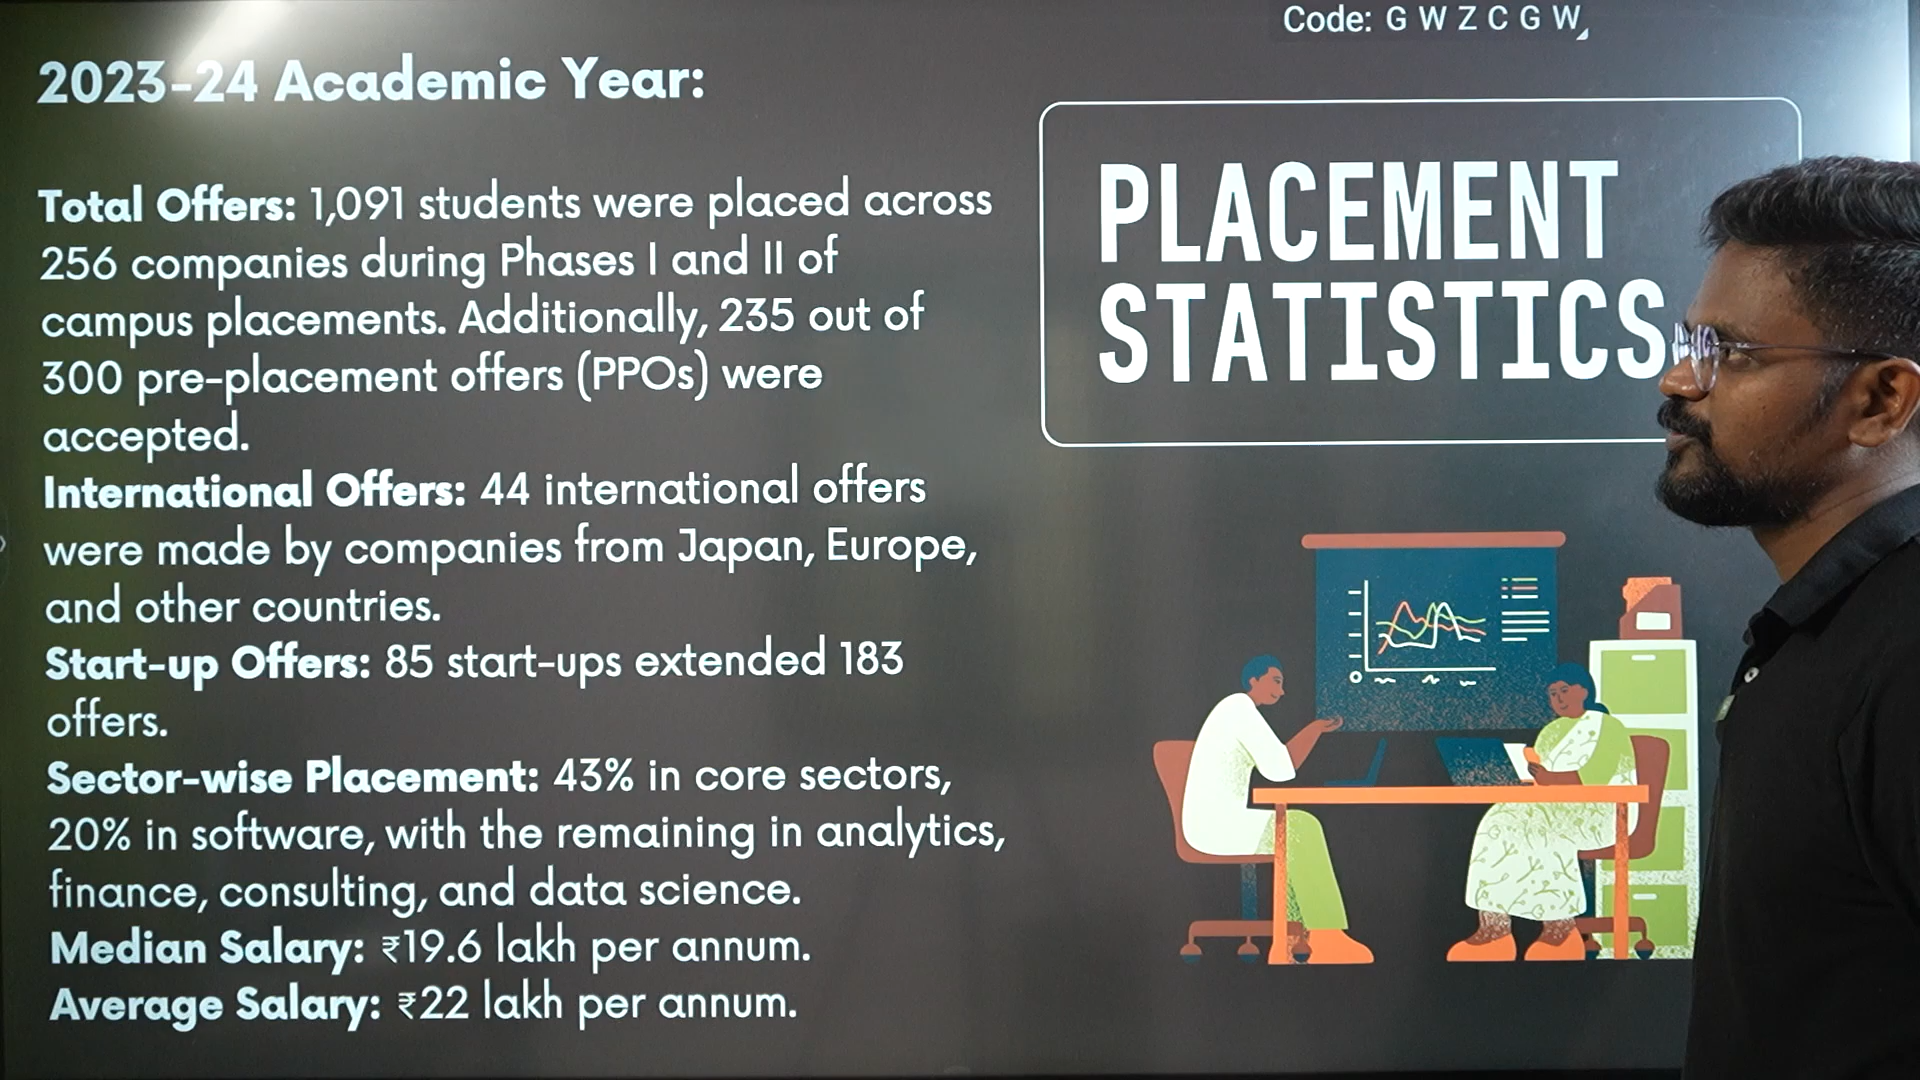 Code: G W Z C G W
2023-24 Academic Year:
Total Offers: 1,091 students were placed across
256 companies during Phases I and II of
campus placements. Additionally, 235 out of
300 pre-placement offers (PPOs) were
accepted.
International Offers: 44 international offers
were made by companies from Japan, Europe,
and other countries.
Start-up Offers: 85 start-ups extended 183
offers.
Sector-wise Placement: 43% in core sectors,
20% in software, with the remaining in analytics,
finance, consulting, and data science.
Median Salary: ₹19.6 lakh per annum.
Average Salary: ₹22 lakh per annum.
PLACEMENT
STATISTICS